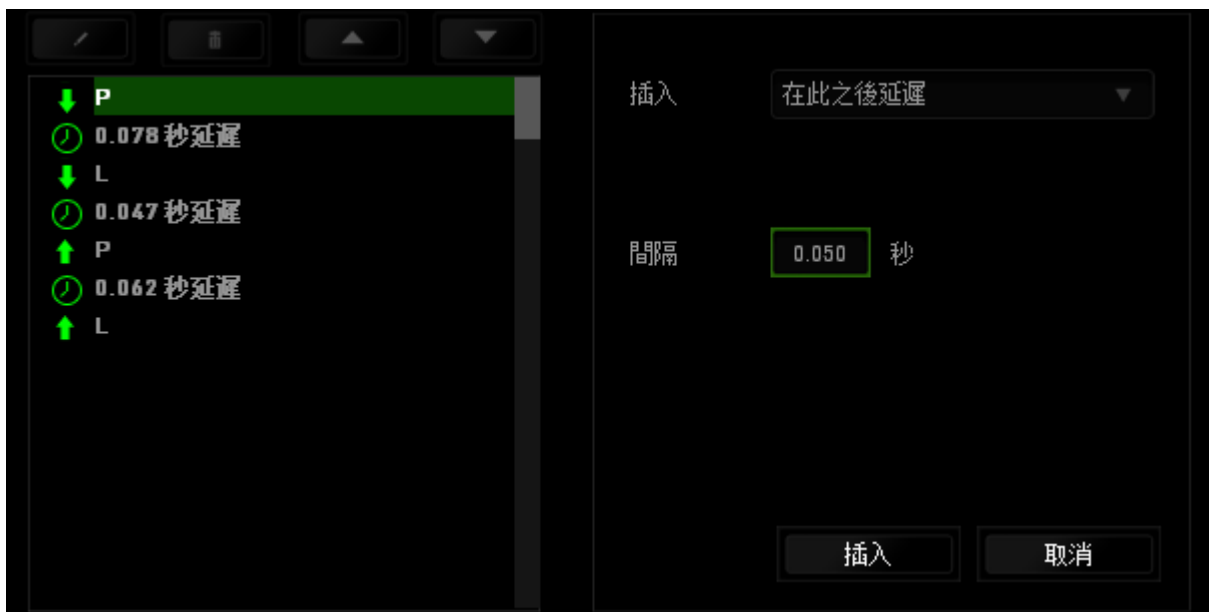 P
0.078 秒延遲
L
0.047 秒延遲
P
0.062 秒延遲
L
插入 在此之後延遲
間隔 0.050 秒
插入 取消